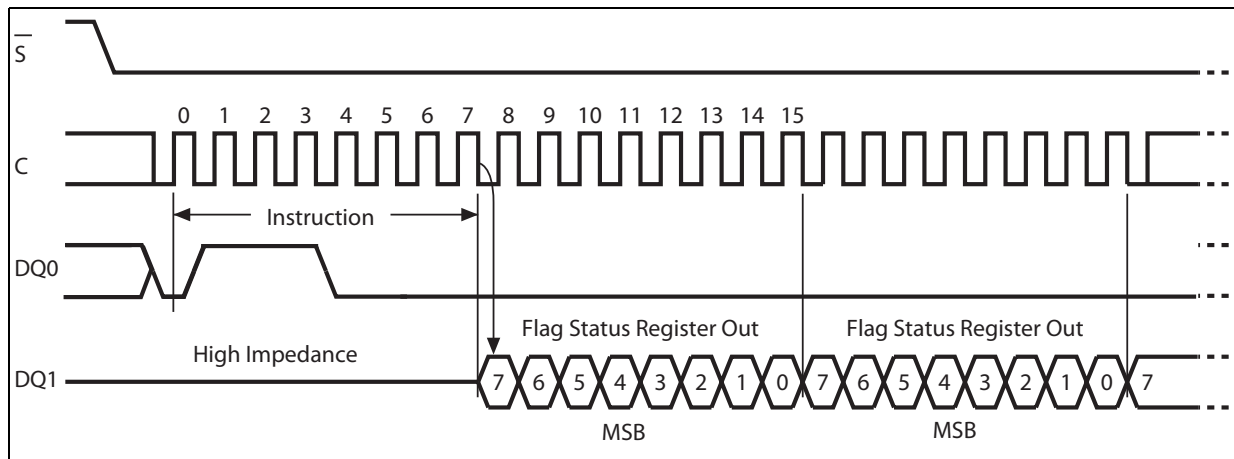 S
0 1 2 3 4 5 6 7 8 9 10 11 12 13 14 15
C
Instruction
DQ0
Flag Status Register Out Flag Status Register Out
High Impedance
DQ1 7 6 5 4 3 2 1 0 7 6 5 4 3 2 1 0 7
MSB MSB